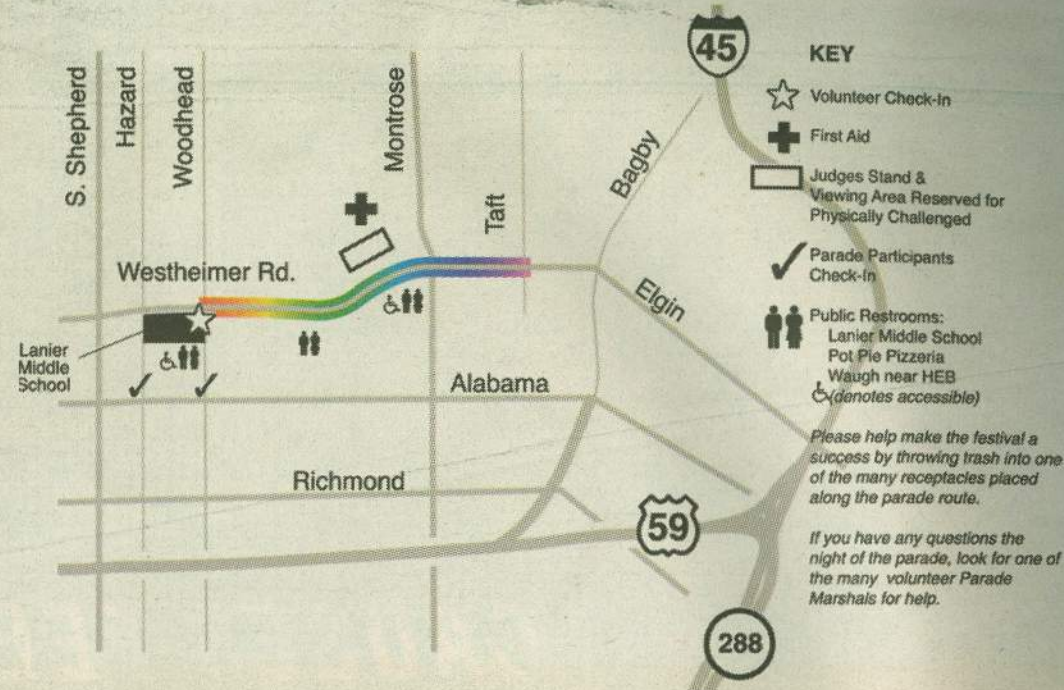 S. Shepherd
Hazard
Woodhead
Montrose
Taft
Bagby
45
Westheimer Rd.
Elgin
Lanier
Middle
School
Alabama
Richmond
59
288
KEY
Volunteer Check-In
First Aid
Judges Stand &
Viewing Area Reserved for
Physically Challenged
Parade Participants
Check-In
Public Restrooms:
Lanier Middle School
Pot Pie Pizzeria
Waugh near HEB
(denotes accessible)
Please help make the festival a
success by throwing trash into one
of the many receptacles placed
along the parade route.
If you have any questions the
night of the parade, look for one of
the many volunteer Parade
Marshals for help.